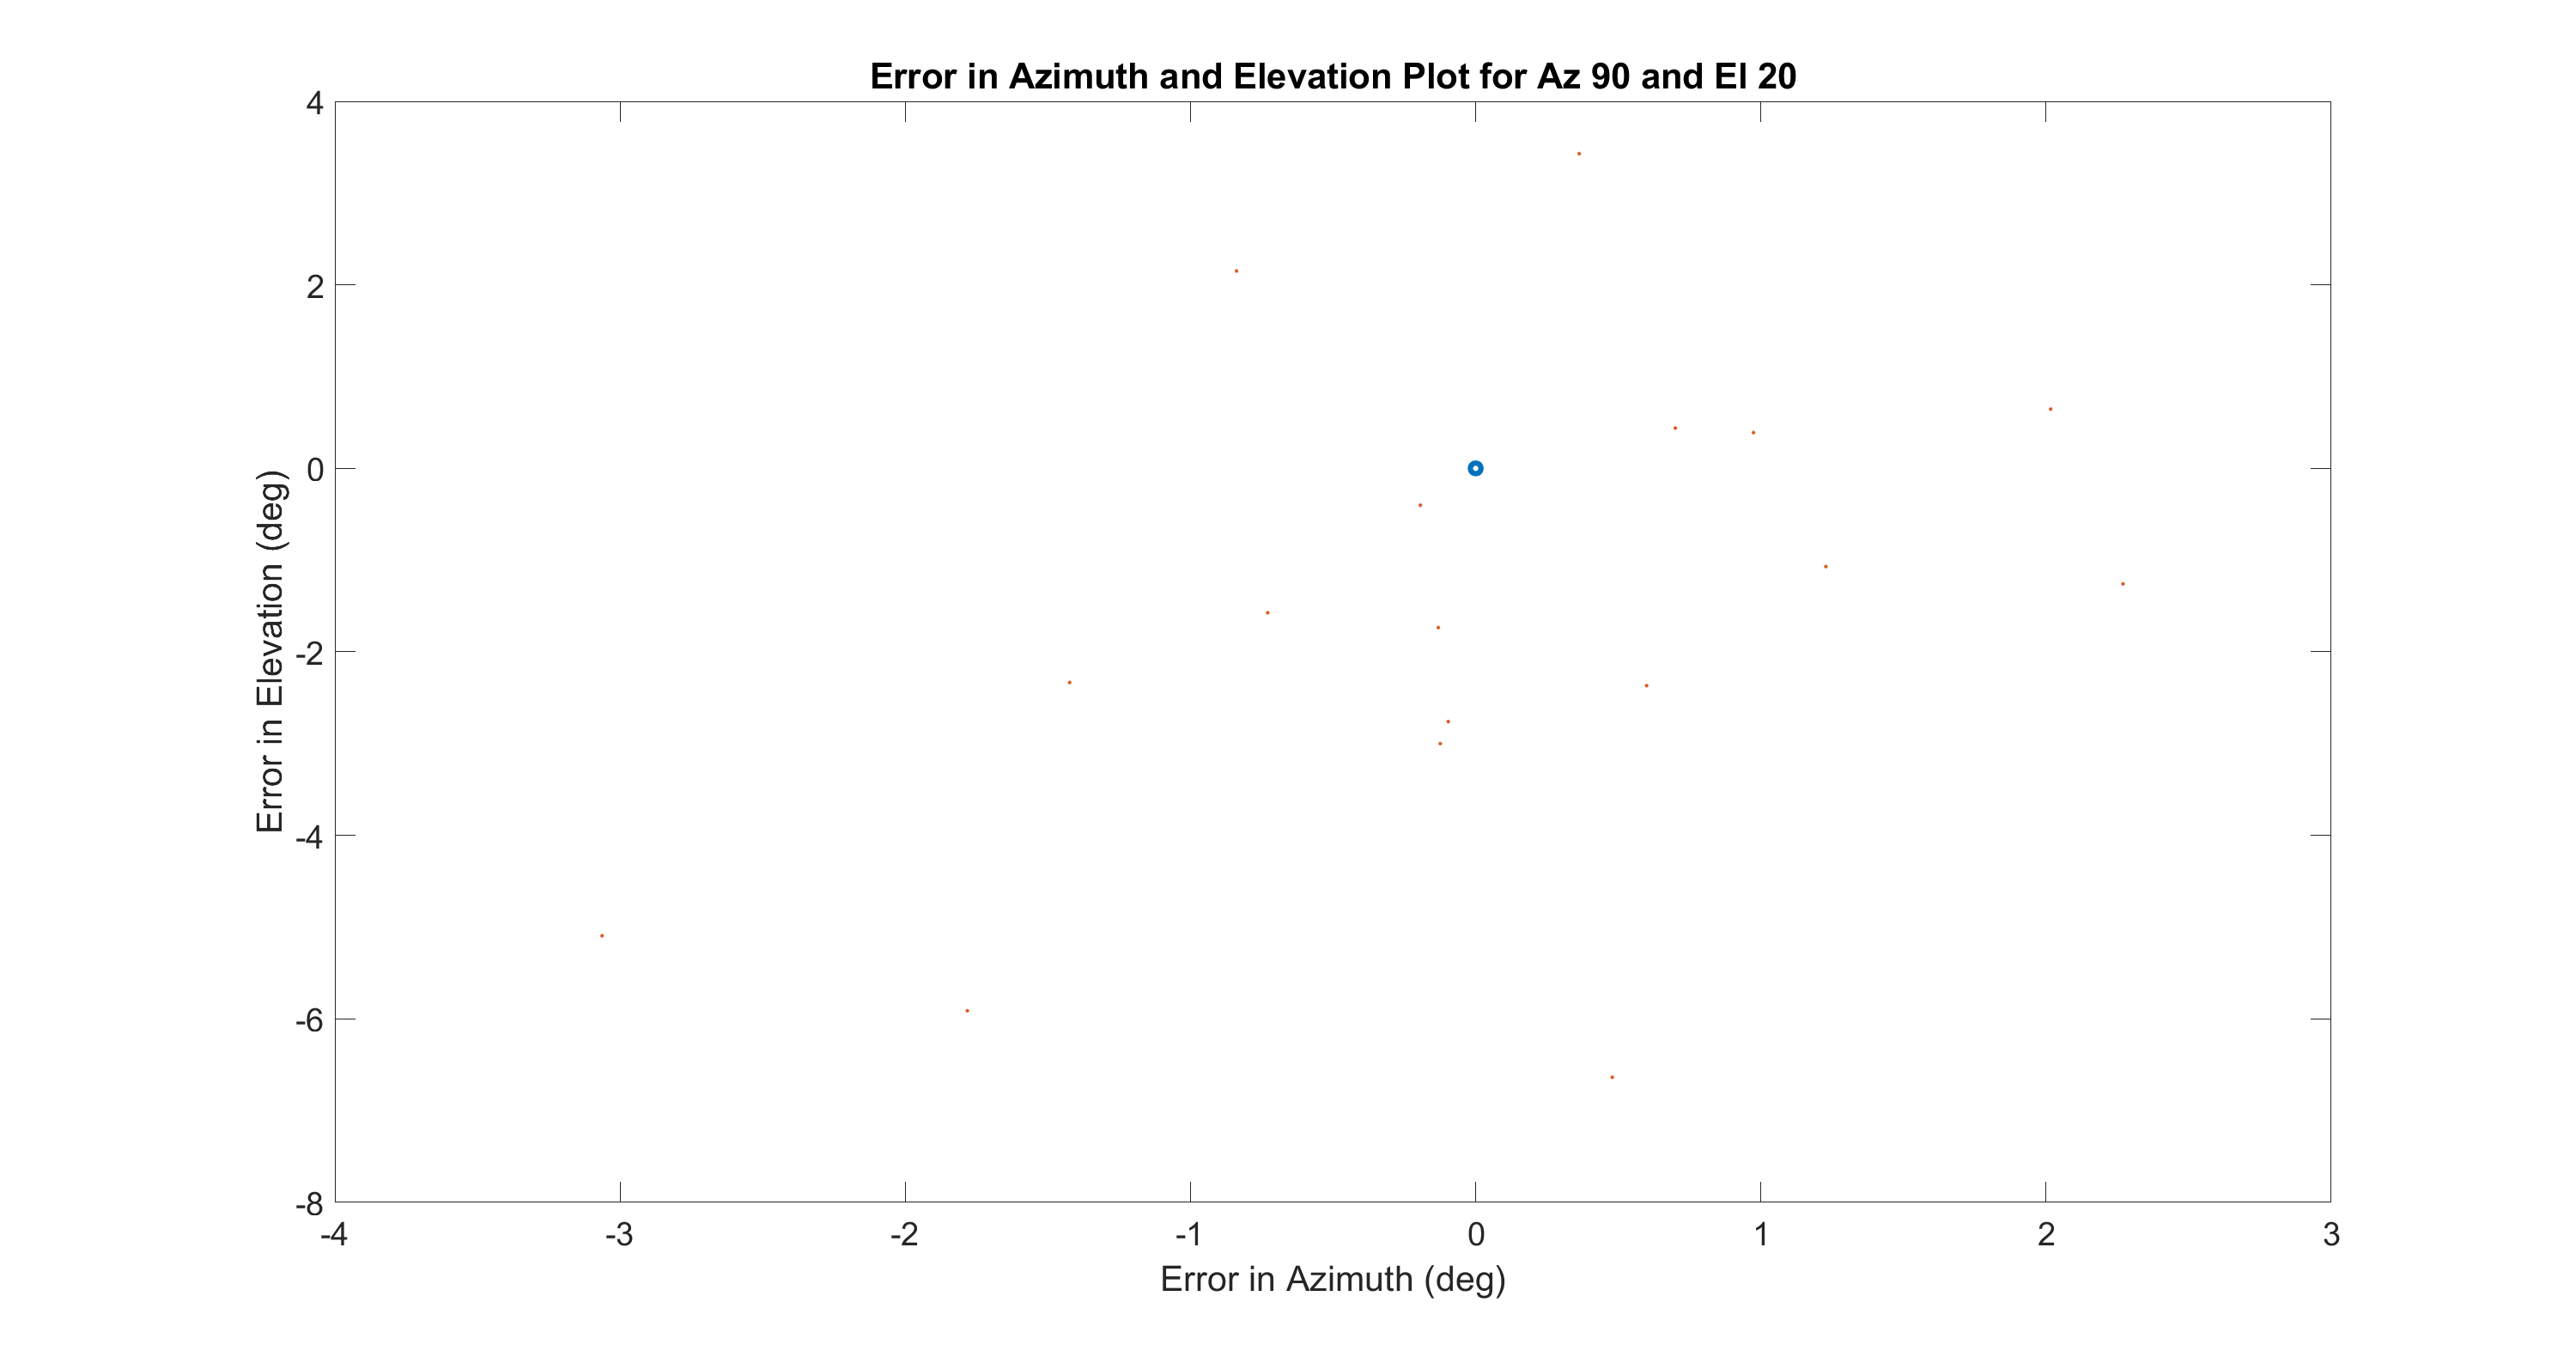 Error in Azimuth and Elevation Plot for Az 90 and El 20
4
2
0
-2
-4
-6
-8
Error in Elevation (deg)
-4 -3 -2 -1 0 1 2 3
Error in Azimuth (deg)